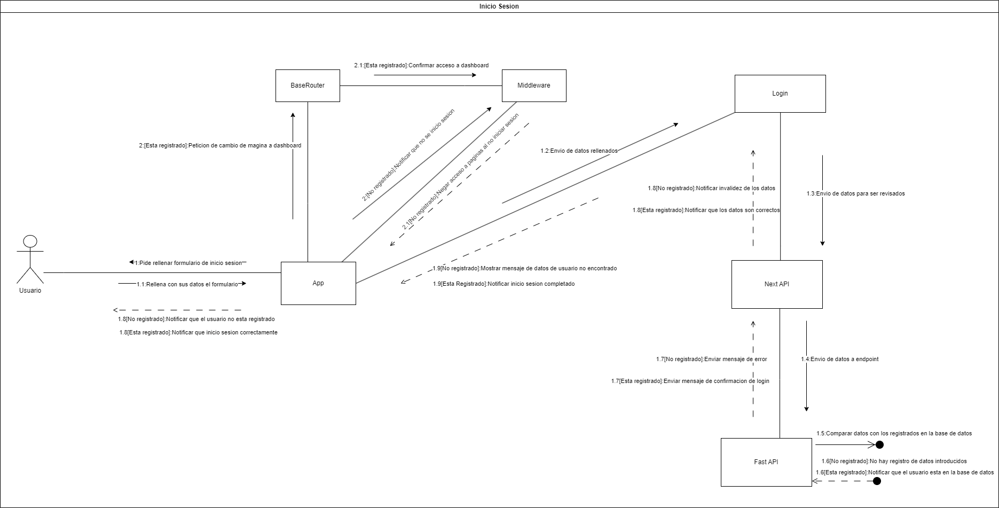 Inicio Sesion
2.1:[Esta registrado]:Confirmar acceso a dashboard
BaseRouter
Middleware
Login
2:[Esta registrado]:Peticion de cambio de magina a dashboard
2:[No registrado]:Notificar que no se inicio sesion
2.1[No registrado]:Negar acceso a paginas al no iniciar sesion
1.2:Envio de datos rellenados
1.8[No registrado]:Notificar invalidez de los datos
1.3:Envio de datos para ser revisados
1.8[Esta registrado]:Notificar que los datos son correctos
Usuario
1:Pide rellenar formulario de inicio sesion
1.1:Rellena con sus datos el formulario
App
1.9[No registrado]:Mostrar mensaje de datos de usuario no encontrado
1.9[Esta Registrado]:Notificar inicio sesion completado
Next API
1.8[No registrado]:Notificar que el usuario no esta registrado
1.8[Esta registrado]:Notificar que inicio sesion correctamente
1.7[No registrado]:Enviar mensaje de error
1.4:Envio de datos a endpoint
1.7[Esta registrado]:Enviar mensaje de confirmacion de login
1.5:Comparar datos con los registrados en la base de datos
Fast API
1.6[No registrado]:No hay registro de datos introducidos
1.6[Esta registrado]:Notificar que el usuario esta en la base de datos